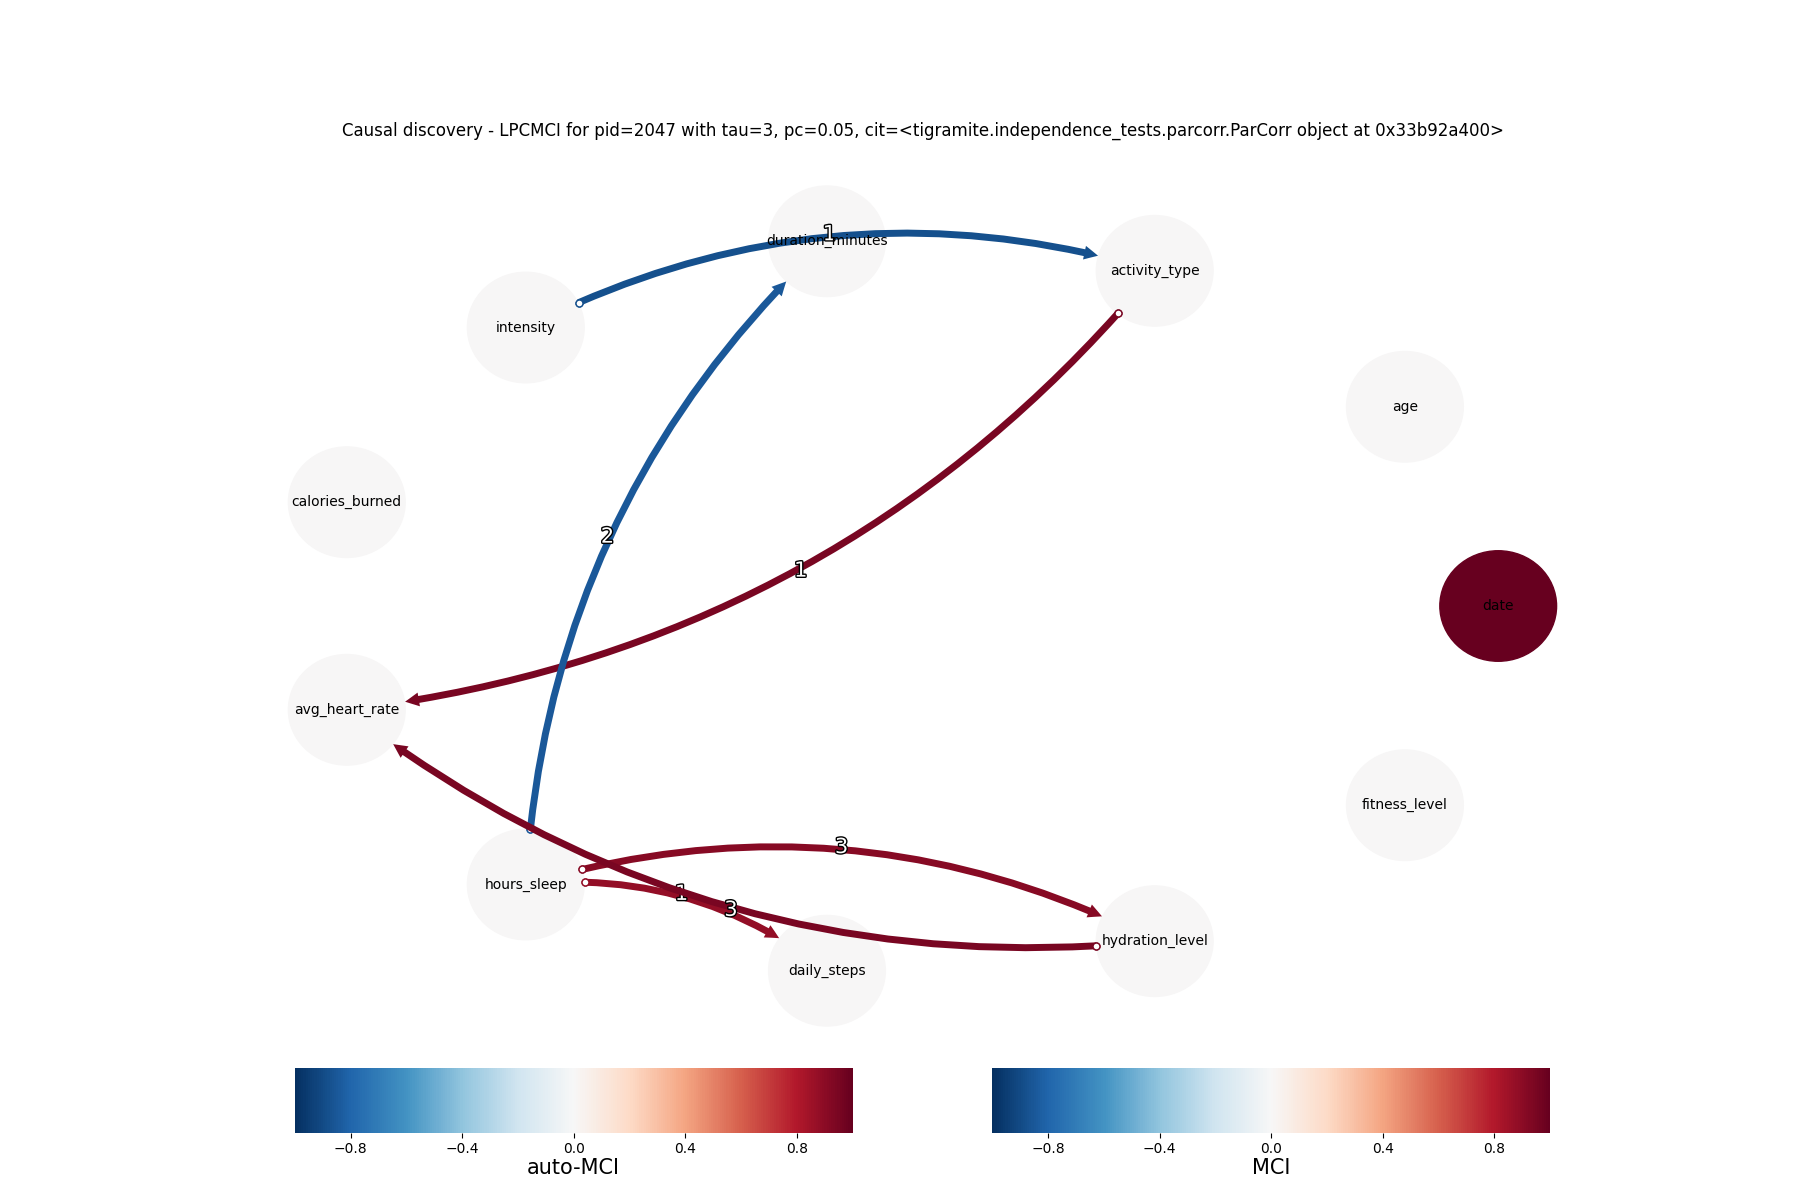 Causal discovery - LPCMCI for pid=2047 with tau=3, pc=0.05, cit=<tigramite.independence_tests.parcorr.ParCorr object at 0x33b92a400>
1
duration_minutes
activity_type
intensity
age
calories_burned
2
1
date
avg_heart_rate
fitness_level
3
hours_sleep
1
3
hydration_level
daily_steps
−0.8 −0.4 0.0 0.4 0.8
auto-MCI
−0.8 −0.4 0.0 0.4 0.8
MCI